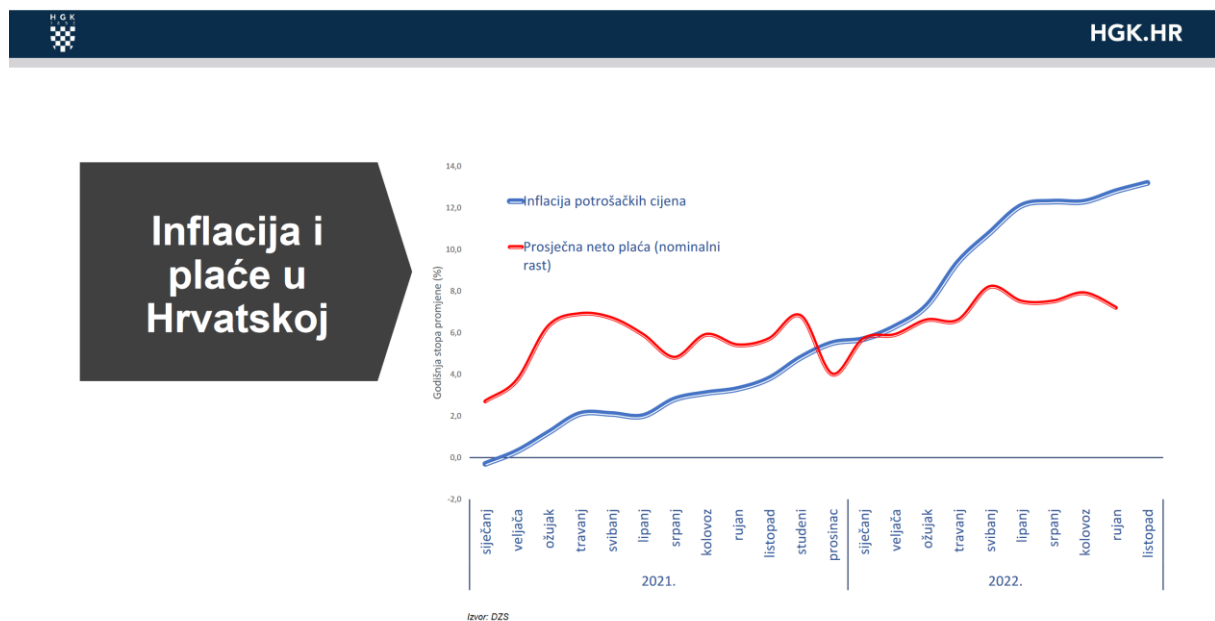 HGK
1852
HGK.HR
Inflacija i
plaće u
Hrvatskoj
Godišnja stopa promjene (%)
14,0
12,0
10,0
8,0
6,0
4,0
2,0
0,0
-2,0
Inflacija potrošačkih cijena
Prosječna neto plaća (nominalni
rast)
siječanj
veljača
ožujak
travanj
svibanj
lipanj
srpanj
kolovoz
rujan
listopad
studeni
prosinac
siječanj
veljača
ožujak
travanj
svibanj
lipanj
srpanj
kolovoz
rujan
listopad
2021.
2022.
Izvor: DZS